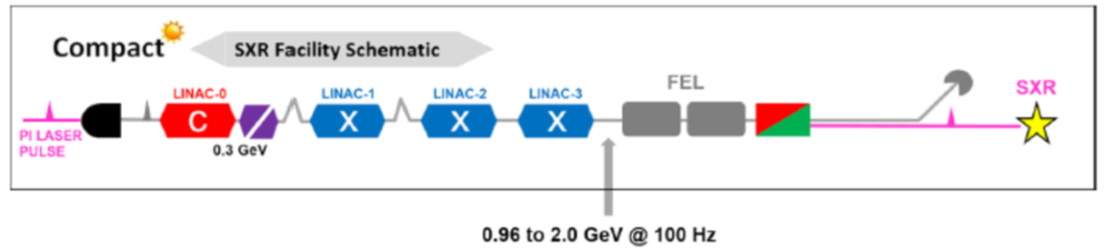 Compact
SXR Facility Schematic
LINAC-0
LINAC-1
LINAC-2
LINAC-3
FEL
SXR
C
X
X
X
PI LASER
PULSE
0.3 GeV
0.96 to 2.0 GeV @ 100 Hz